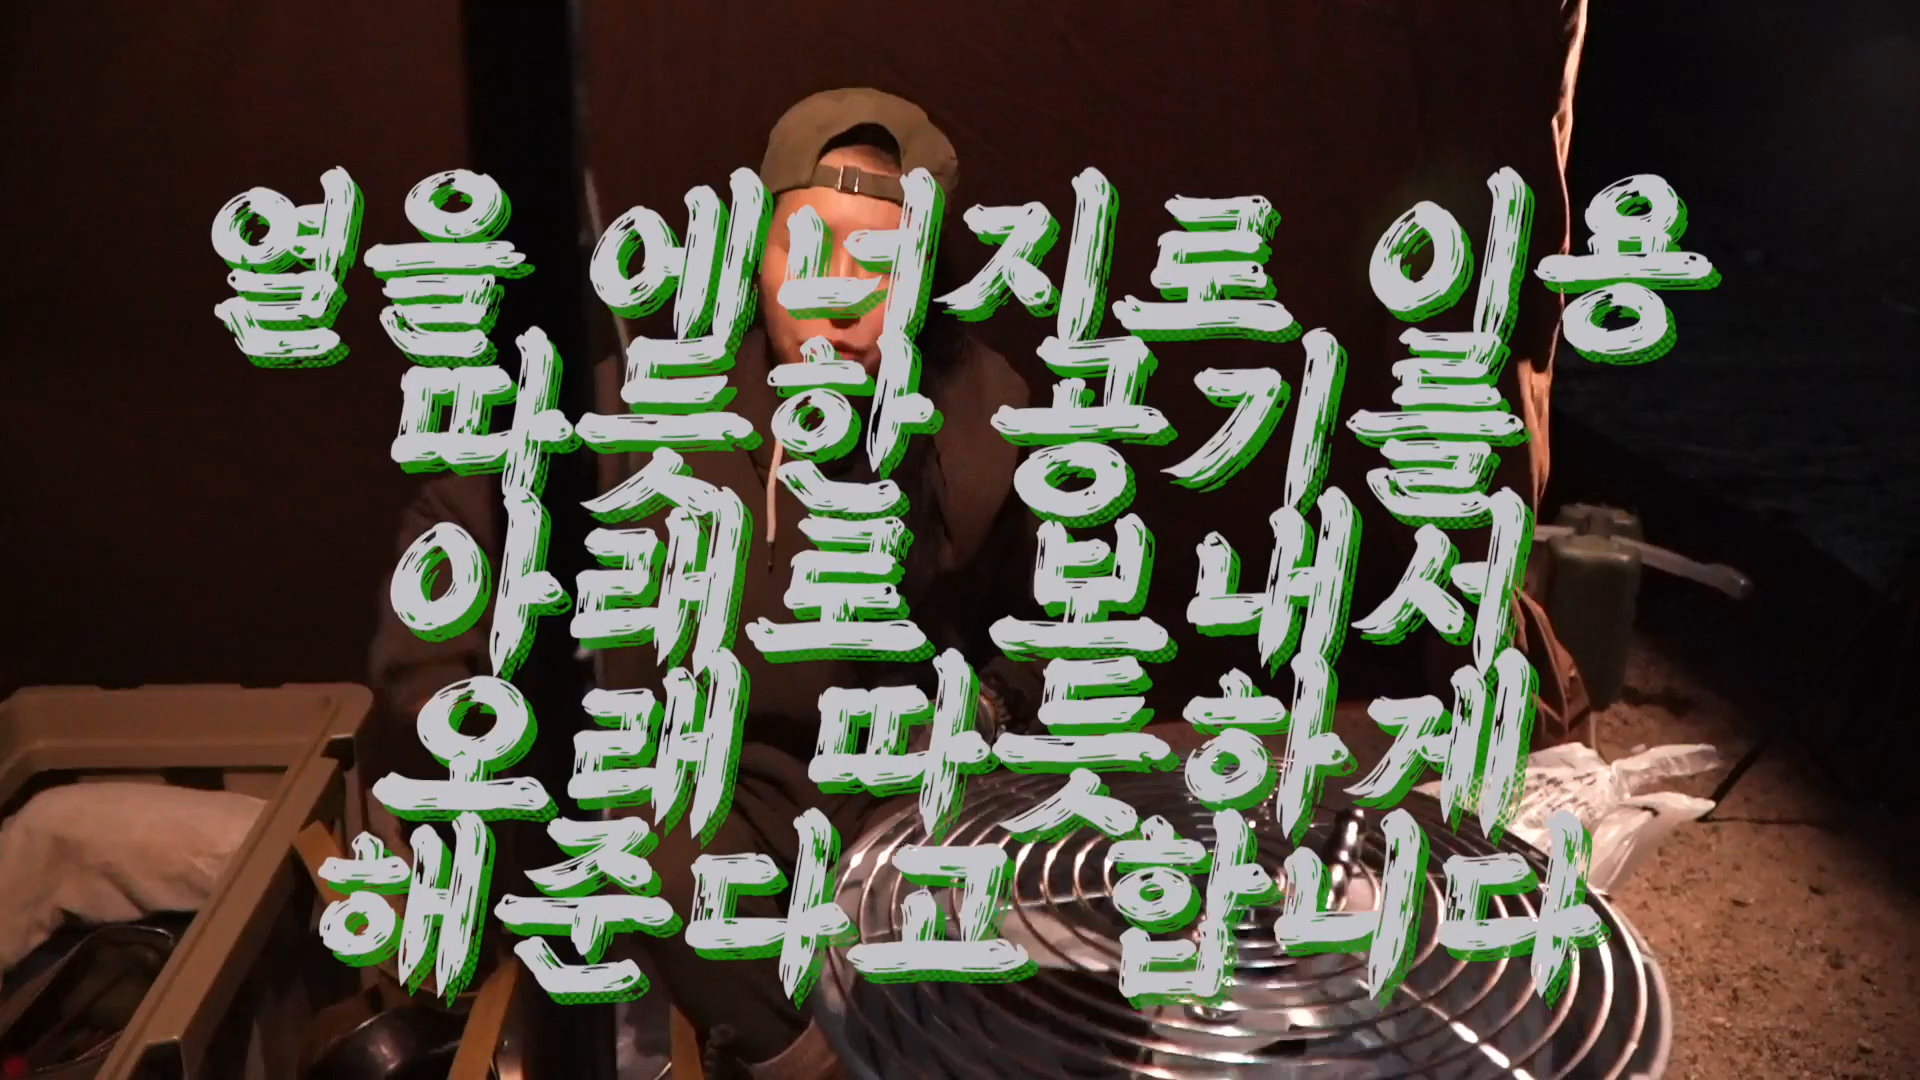 열을 에너지로 이용
따뜻한 공기를
아래로 보내서
오래 따뜻하게
해준다고 합니다